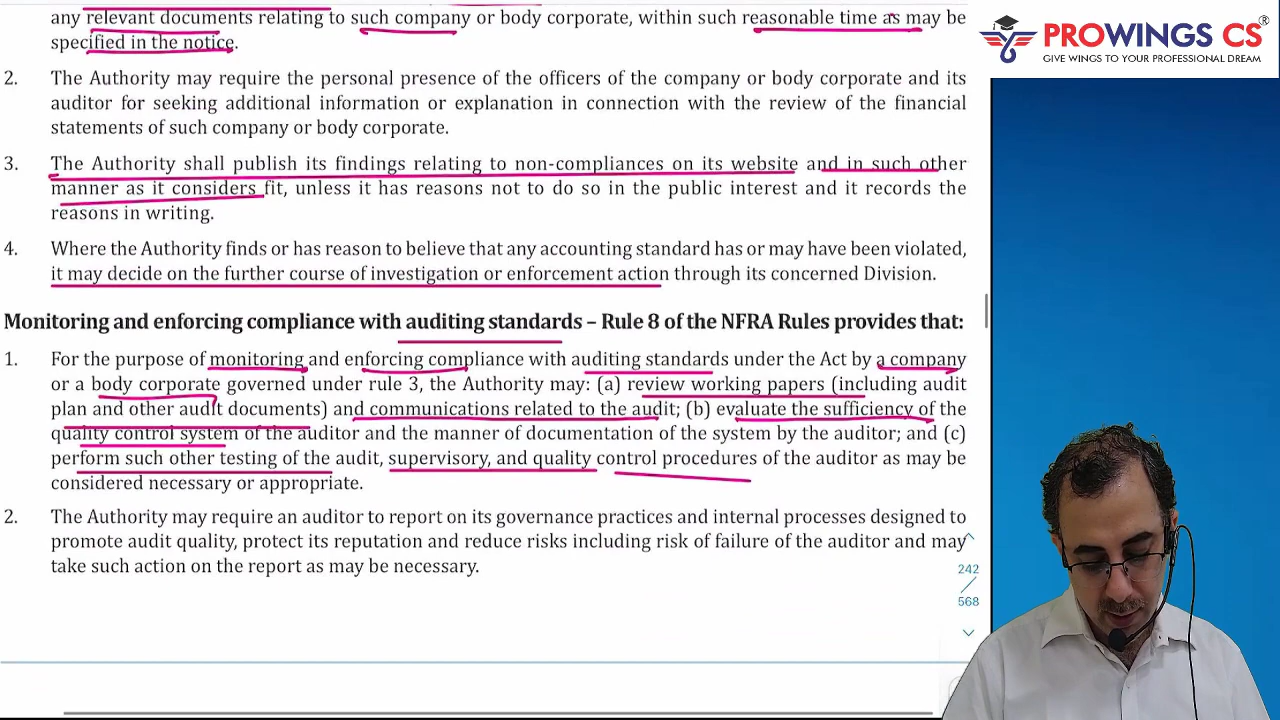 any relevant documents relating to such company or body corporate, within such reasonable time as may be
specified in the notice.
2. The Authority may require the personal presence of the officers of the company or body corporate and its
auditor for seeking additional information or explanation in connection with the review of the financial
statements of such company or body corporate.
3. The Authority shall publish its findings relating to non-compliances on its website and in such other
manner as it considers fit, unless it has reasons not to do so in the public interest and it records the
reasons in writing.
4. Where the Authority finds or has reason to believe that any accounting standard has or may have been violated,
it may decide on the further course of investigation or enforcement action through its concerned Division.
Monitoring and enforcing compliance with auditing standards – Rule 8 of the NFRA Rules provides that:
1. For the purpose of monitoring and enforcing compliance with auditing standards under the Act by a company
or a body corporate governed under rule 3, the Authority may: (a) review working papers (including audit
plan and other audit documents) and communications related to the audit; (b) evaluate the sufficiency of the
quality control system of the auditor and the manner of documentation of the system by the auditor; and (c)
perform such other testing of the audit, supervisory, and quality control procedures of the auditor as may be
considered necessary or appropriate.
2. The Authority may require an auditor to report on its governance practices and internal processes designed to
promote audit quality, protect its reputation and reduce risks including risk of failure of the auditor and may
take such action on the report as may be necessary.
242
568
PROWINGS CS
GIVE WINGS TO YOUR PROFESSIONAL DREAM